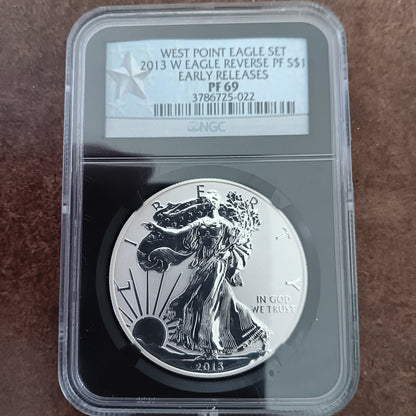 WEST POINT EAGLE SET
2013 W EAGLE REVERSE PF S$1
EARLY RELEASES
PF 69
3786725-022
NGC
LIBERTY
IN GOD
WE TRUST
2013